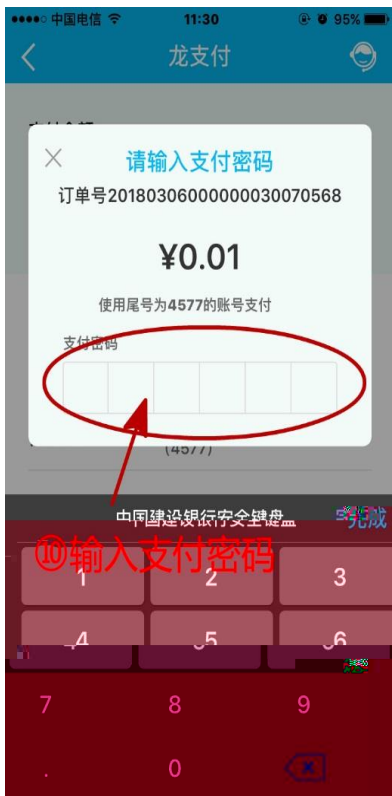 中国电信 11:30 95%
龙支付
请输入支付密码
订单号20180306000000030070568
¥0.01
使用尾号为4577的账号支付
支付密码
(4577)
中国建设银行安全键盘 完成
⑩输入支付密码
1 2 3
4 5 6
7 8 9
. 0